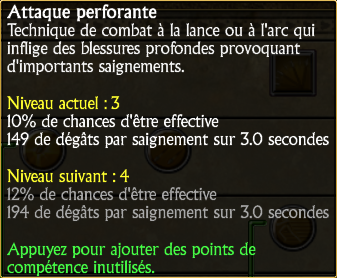 Attaque perforante
Technique de combat à la lance ou à l'arc qui
inflige des blessures profondes provoquant
d'importants saignements.
Niveau actuel : 3
10% de chances d'être effective
149 de dégâts par saignement sur 3.0 secondes
Niveau suivant : 4
12% de chances d'être effective
194 de dégâts par saignement sur 3.0 secondes
Appuyez pour ajouter des points de
compétence inutilisés.